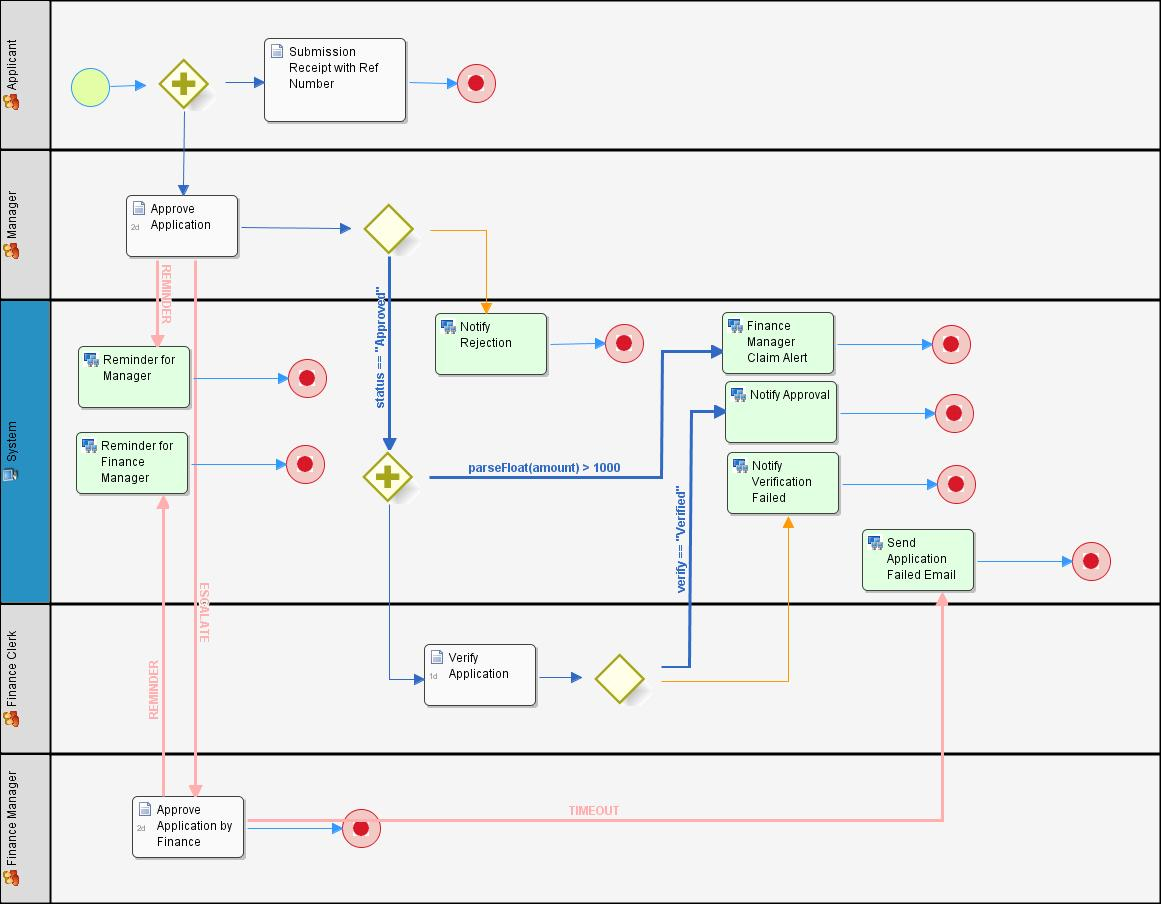 Applicant
Submission
Receipt with Ref
Number
Manager
Approve
Application
2d
REMINDER
status == "Approved"
System
Notify
Rejection
Finance
Manager
Claim Alert
Reminder for
Manager
Notify Approval
Reminder for
Finance
Manager
parseFloat(amount) > 1000
Notify
Verification
Failed
verify == "Verified"
Send
Application
Failed Email
ESCALATE
Finance Clerk
Verify
Application
1d
REMINDER
Finance Manager
Approve
Application by
Finance
2d
TIMEOUT